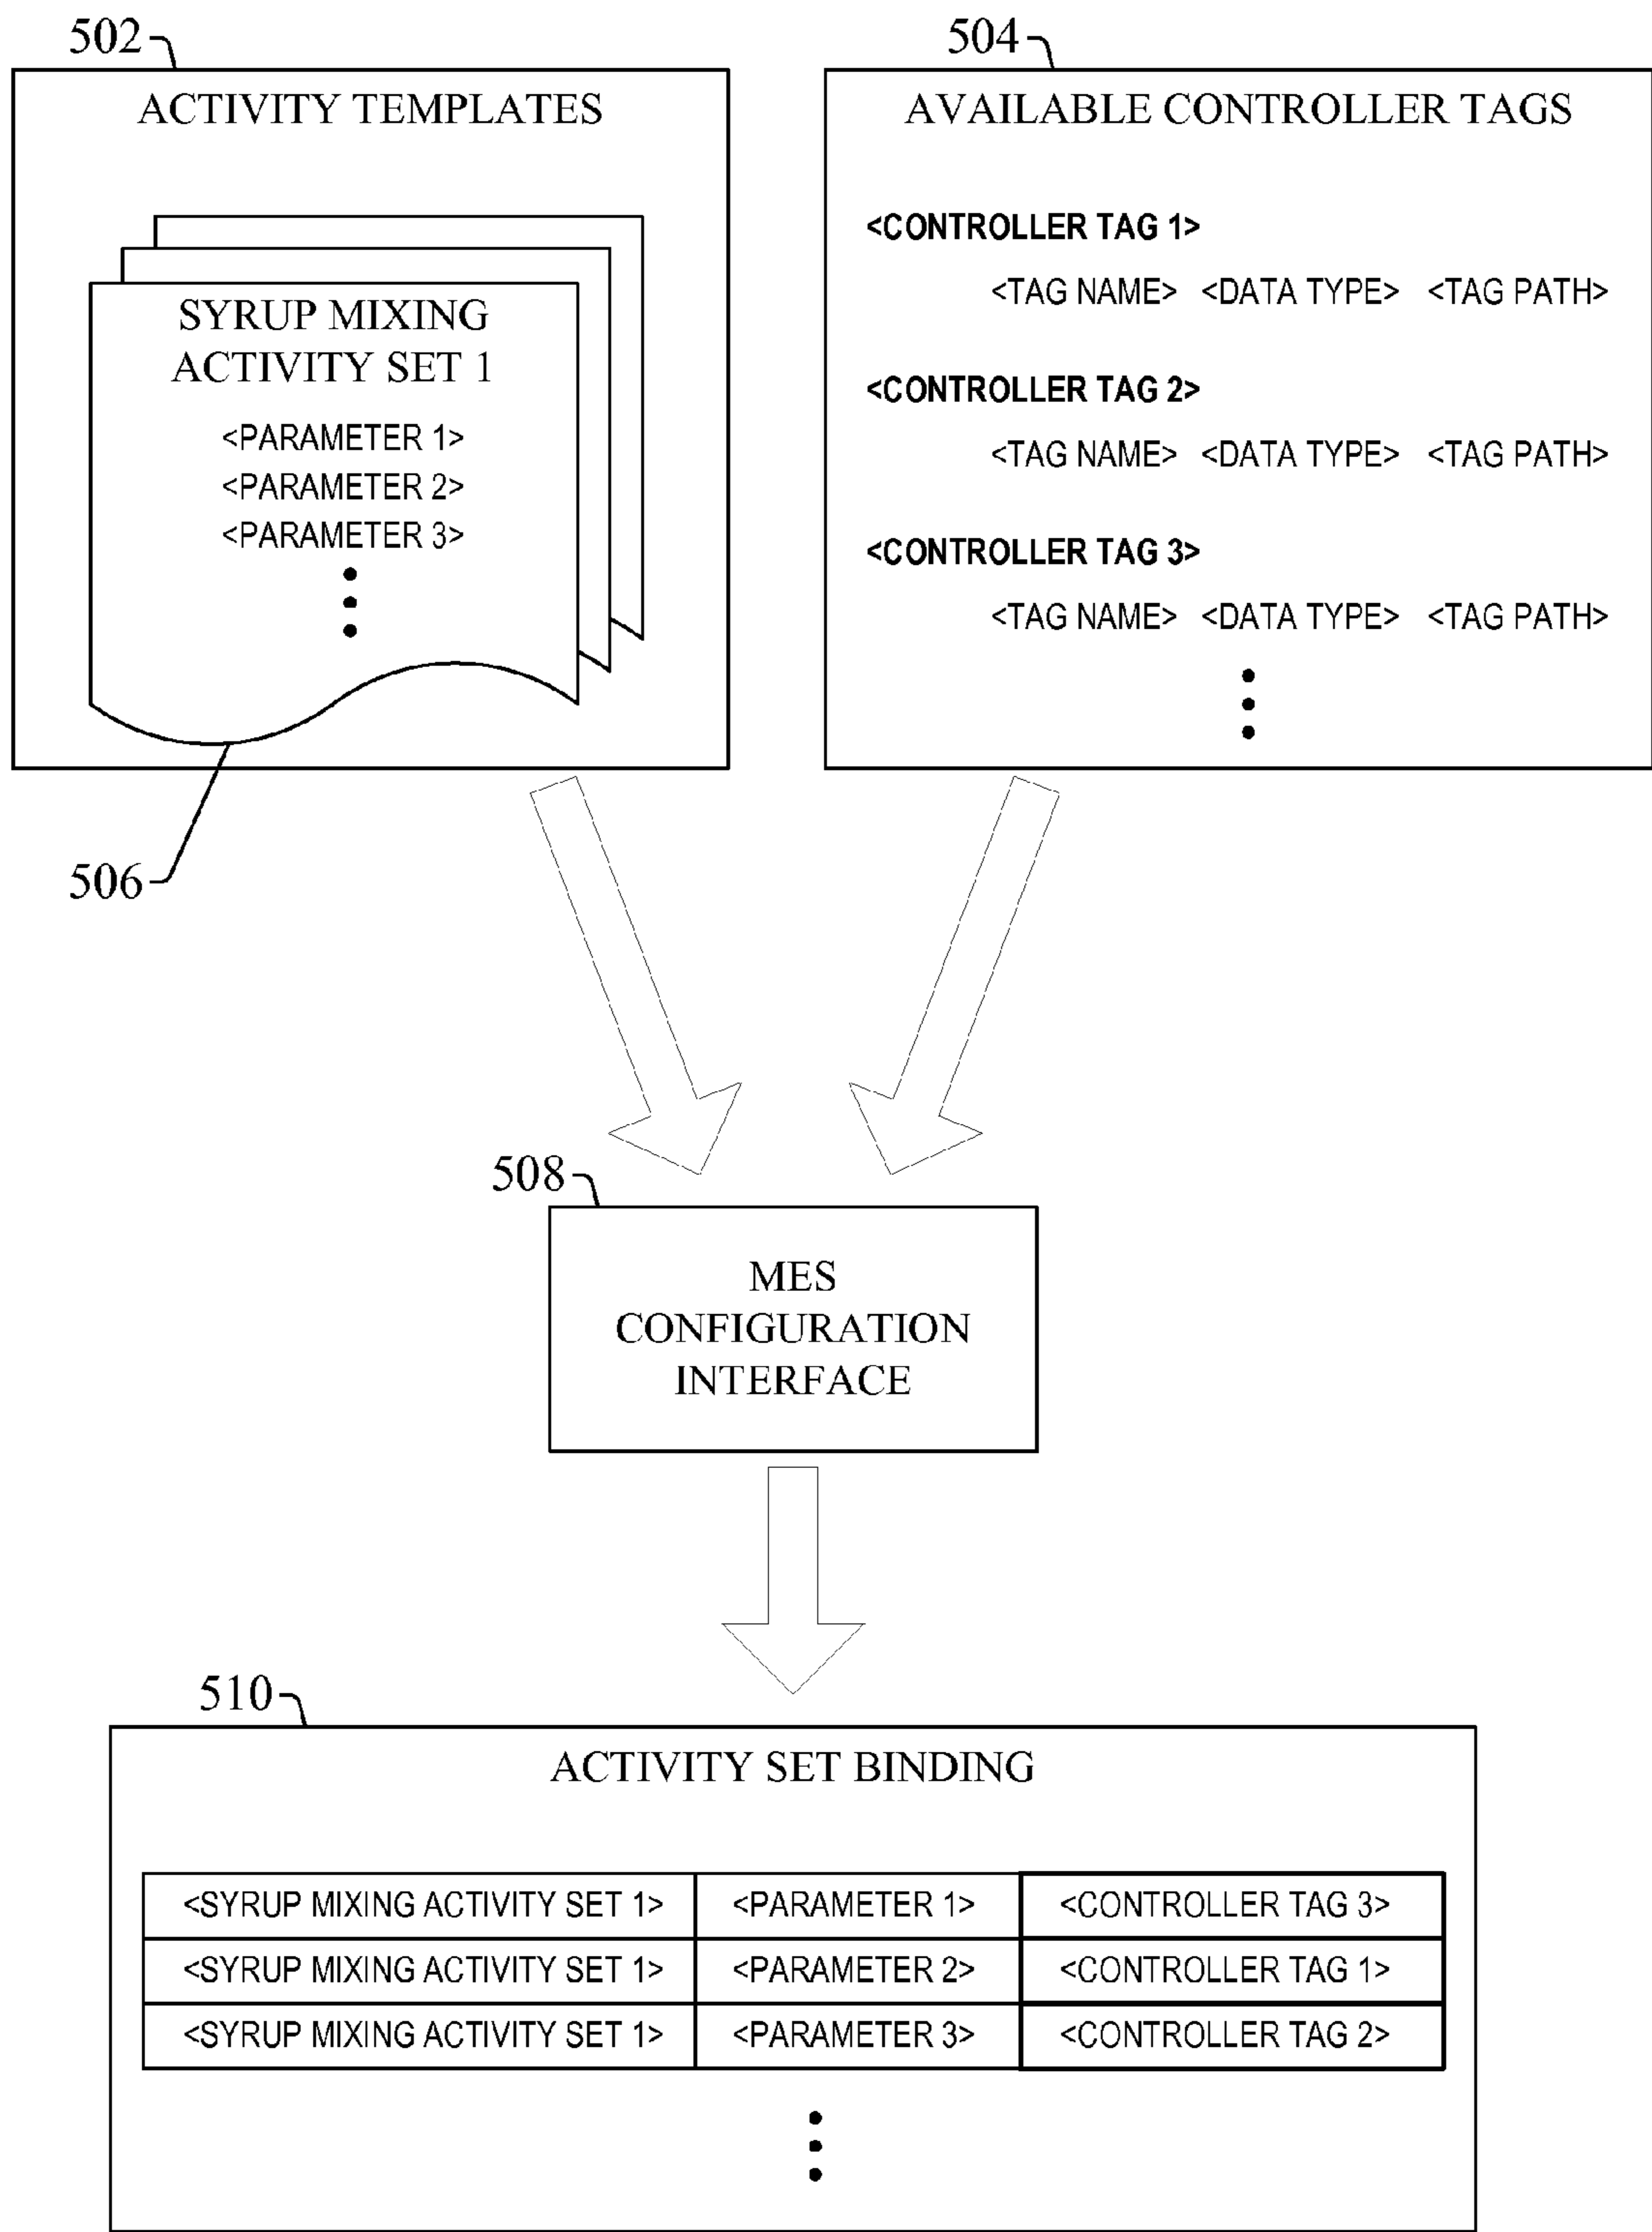 502
ACTIVITY TEMPLATES
SYRUP MIXING
ACTIVITY SET 1
<PARAMETER 1>
<PARAMETER 2>
<PARAMETER 3>
506
504
AVAILABLE CONTROLLER TAGS
<CONTROLLER TAG 1>
<TAG NAME> <DATA TYPE> <TAG PATH>
<CONTROLLER TAG 2>
<TAG NAME> <DATA TYPE> <TAG PATH>
<CONTROLLER TAG 3>
<TAG NAME> <DATA TYPE> <TAG PATH>
508
MES
CONFIGURATION
INTERFACE
510
ACTIVITY SET BINDING
<SYRUP MIXING ACTIVITY SET 1> <PARAMETER 1> <CONTROLLER TAG 3>
<SYRUP MIXING ACTIVITY SET 1> <PARAMETER 2> <CONTROLLER TAG 1>
<SYRUP MIXING ACTIVITY SET 1> <PARAMETER 3> <CONTROLLER TAG 2>